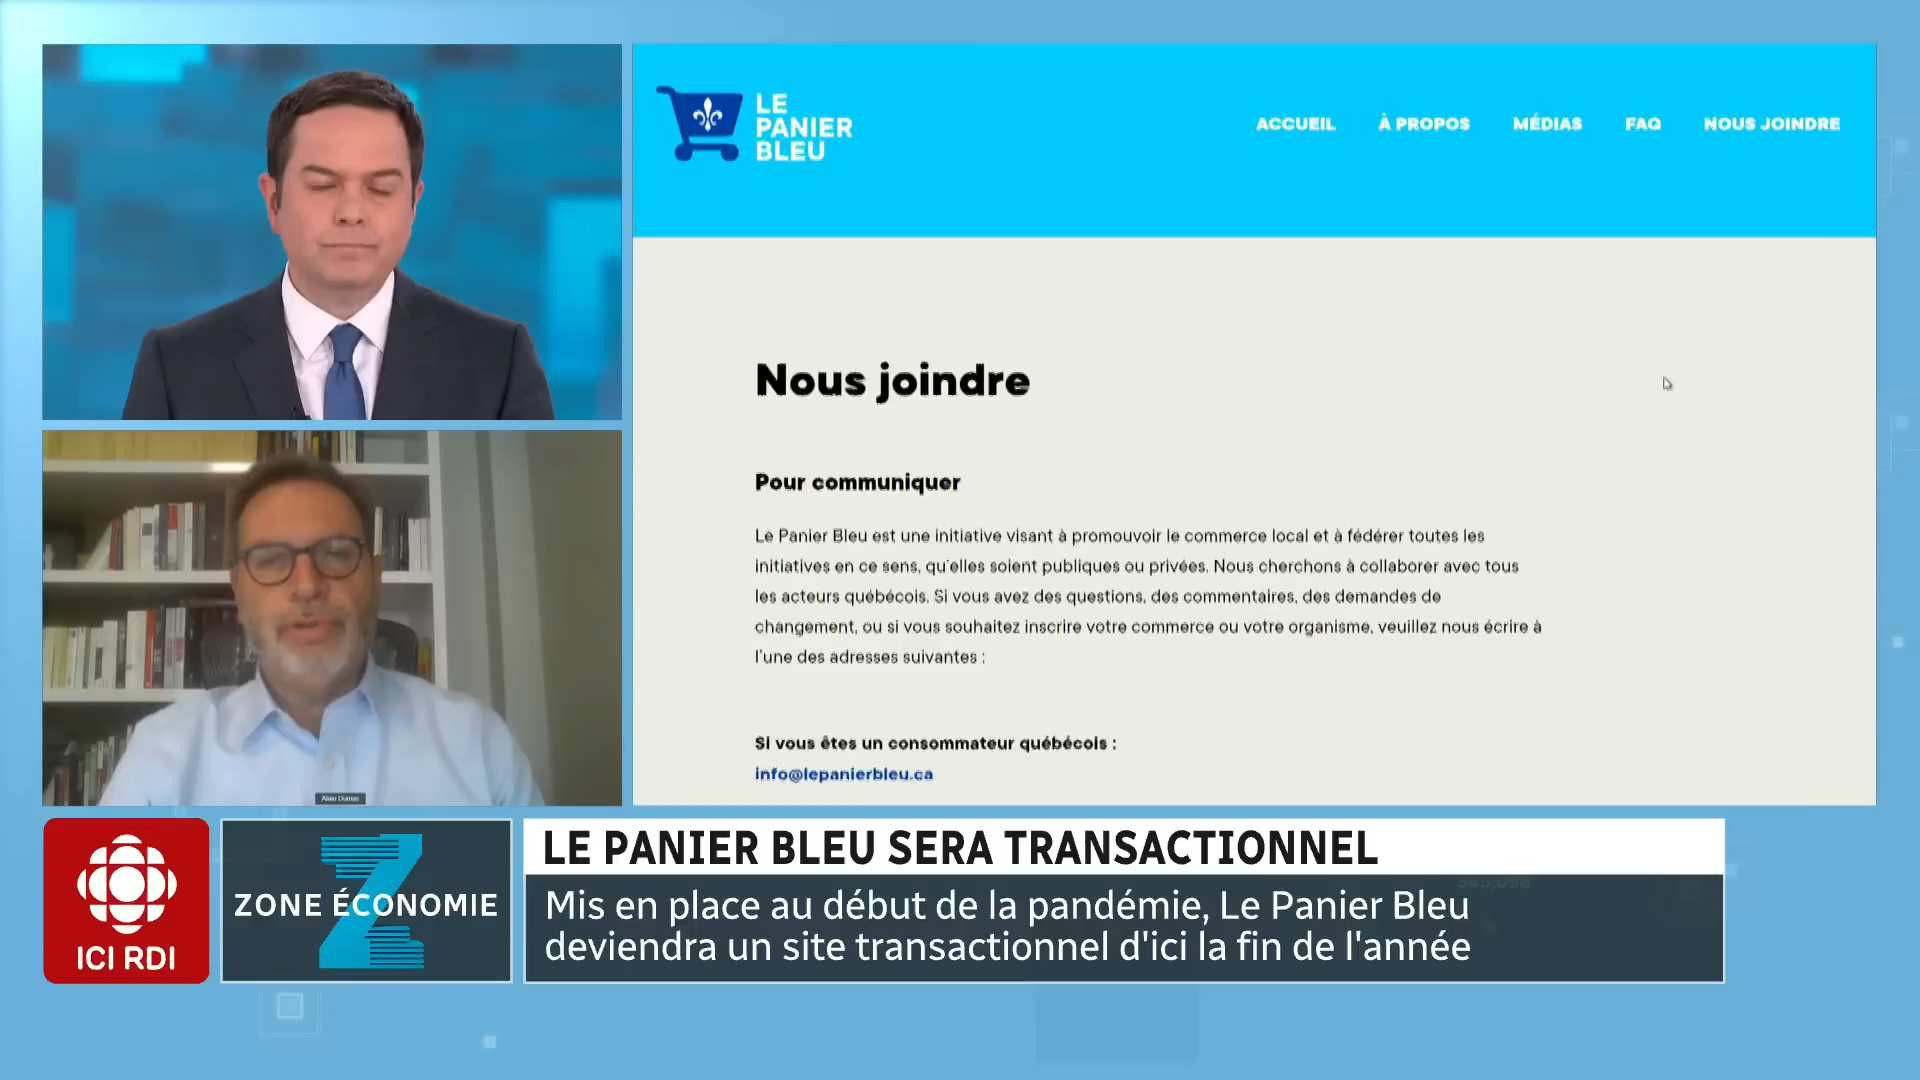 LE
PANIER
BLEU
ACCUEIL
À PROPOS
MÉDIAS
FAQ
NOUS JOINDRE
Nous joindre
Pour communiquer
Le Panier Bleu est une initiative visant à promouvoir le commerce local et à fédérer toutes les
initiatives en ce sens, qu'elles soient publiques ou privées. Nous cherchons à collaborer avec tous
les acteurs québécois. Si vous avez des questions, des commentaires, des demandes de
changement, ou si vous souhaitez inscrire votre commerce ou votre organisme, veuillez nous écrire à
l'une des adresses suivantes :
Si vous êtes un consommateur québécois :
info@lepanierbleu.ca
Alain Dumas
ICI RDI
ZONE ÉCONOMIE
LE PANIER BLEU SERA TRANSACTIONNEL
Mis en place au début de la pandémie, Le Panier Bleu
deviendra un site transactionnel d'ici la fin de l'année